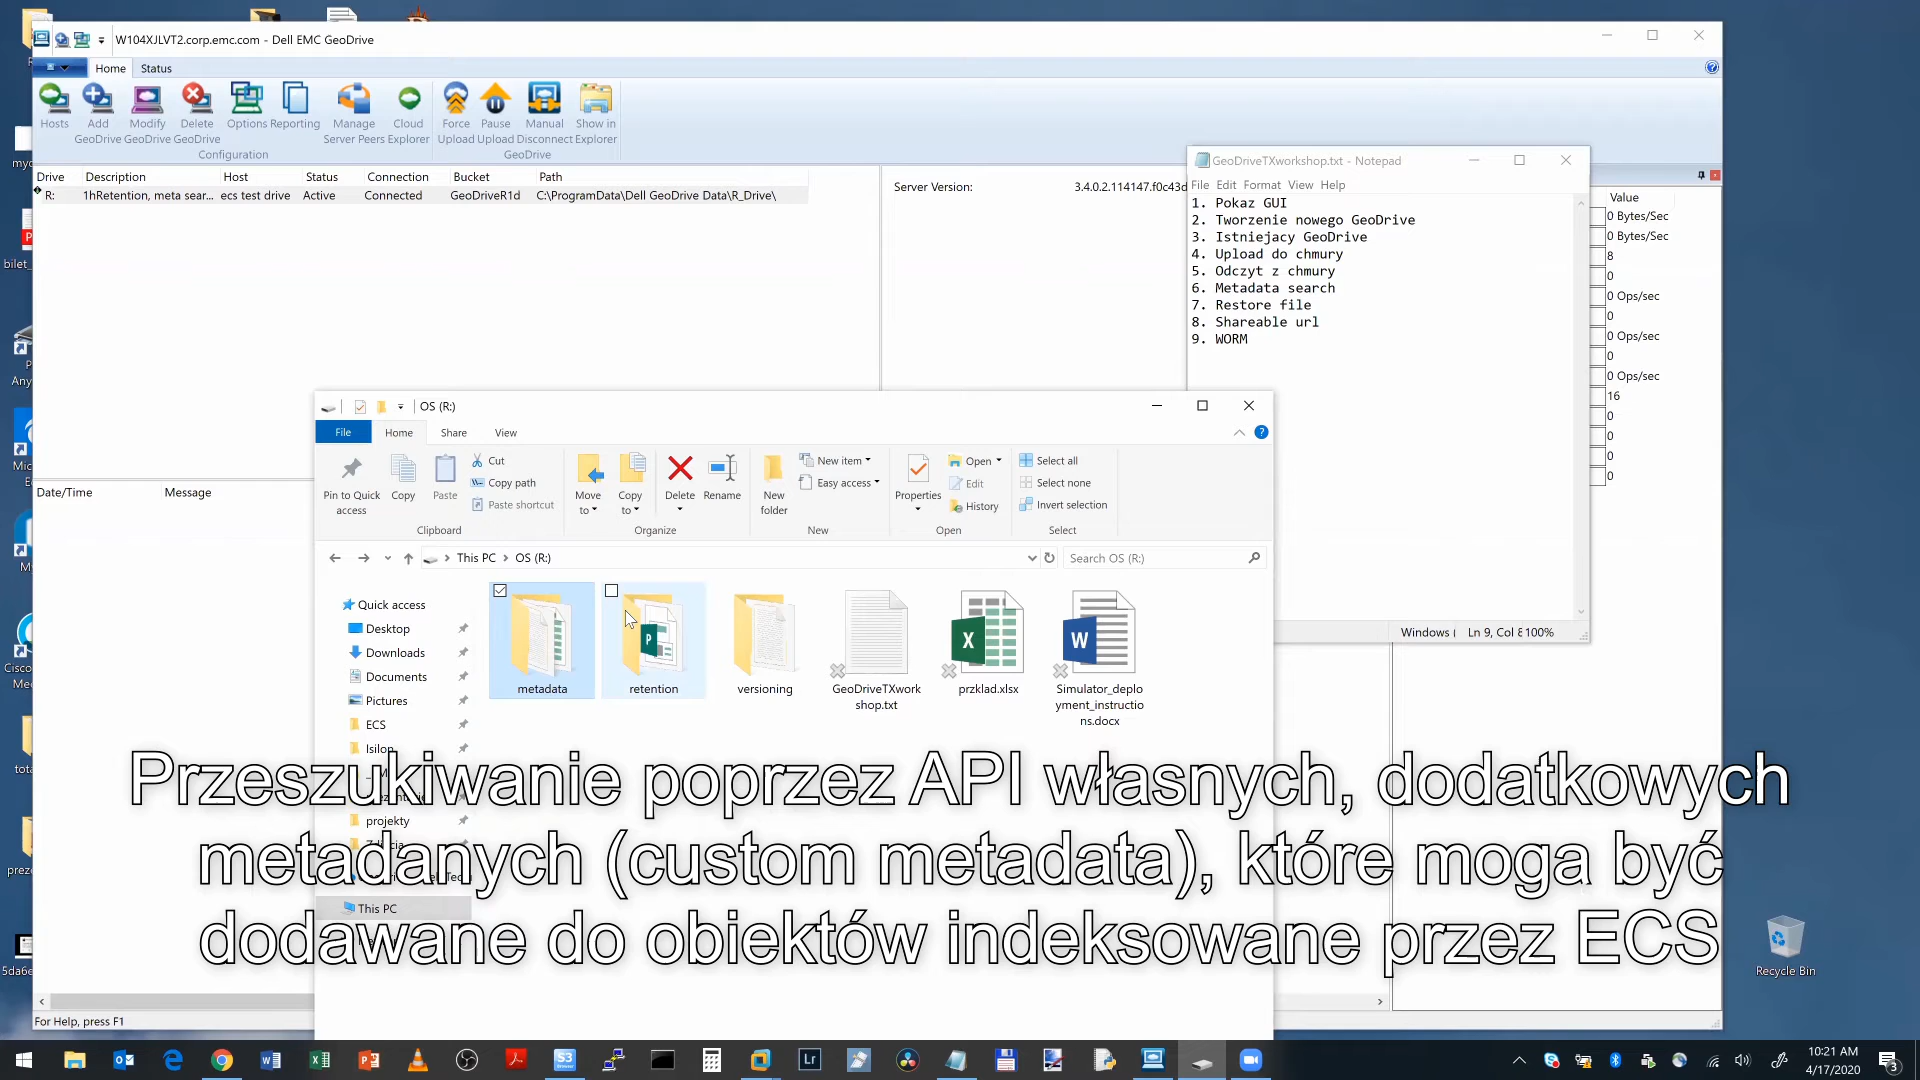 W104XJLVT2.corp.emc.com - Dell EMC GeoDrive
Home Status
Hosts
Add GeoDrive
Modify GeoDrive
Delete GeoDrive
Options
Reporting
Manage Server Peers
Cloud Explorer
Force Upload
Pause Upload
Manual Disconnect
Show in Explorer
Configuration
GeoDrive
Drive Description Host Status Connection Bucket Path
R: 1hRetention, meta sear... ecs test drive Active Connected GeoDriveR1d C:\ProgramData\Dell GeoDrive Data\R_Drive\
Server Version: 3.4.0.2.114147.f0c43d
Value
0 Bytes/Sec
0 Bytes/Sec
8
0
0 Ops/sec
0
0 Ops/sec
0
0 Ops/sec
16
0
0
0
0
GeoDriveTXworkshop.txt - Notepad
File Edit Format View Help
1. Pokaz GUI
2. Tworzenie nowego GeoDrive
3. Istniejacy GeoDrive
4. Upload do chmury
5. Odczyt z chmury
6. Metadata search
7. Restore file
8. Shareable url
9. WORM
Windows ( Ln 9, Col 8 100%
Date/Time Message
OS (R:)
File Home Share View
Pin to Quick access
Copy
Paste
Cut
Copy path
Paste shortcut
Move to
Copy to
Delete
Rename
New folder
New item
Easy access
Properties
Open
Edit
History
Select all
Select none
Invert selection
Clipboard Organize New Open Select
This PC OS (R:)
Search OS (R:)
Quick access
Desktop
Downloads
Documents
Pictures
ECS
Isilon
projekty
This PC
metadata
retention
versioning
GeoDriveTXwork
shop.txt
przklad.xlsx
Simulator_deplo
yment_instructio
ns.docx
Przeszukiwanie poprzez API własnych, dodatkowych
metadanych (custom metadata), które moga być
dodawane do obiektów indeksowane przez ECS
Recycle Bin
For Help, press F1
10:21 AM
4/17/2020